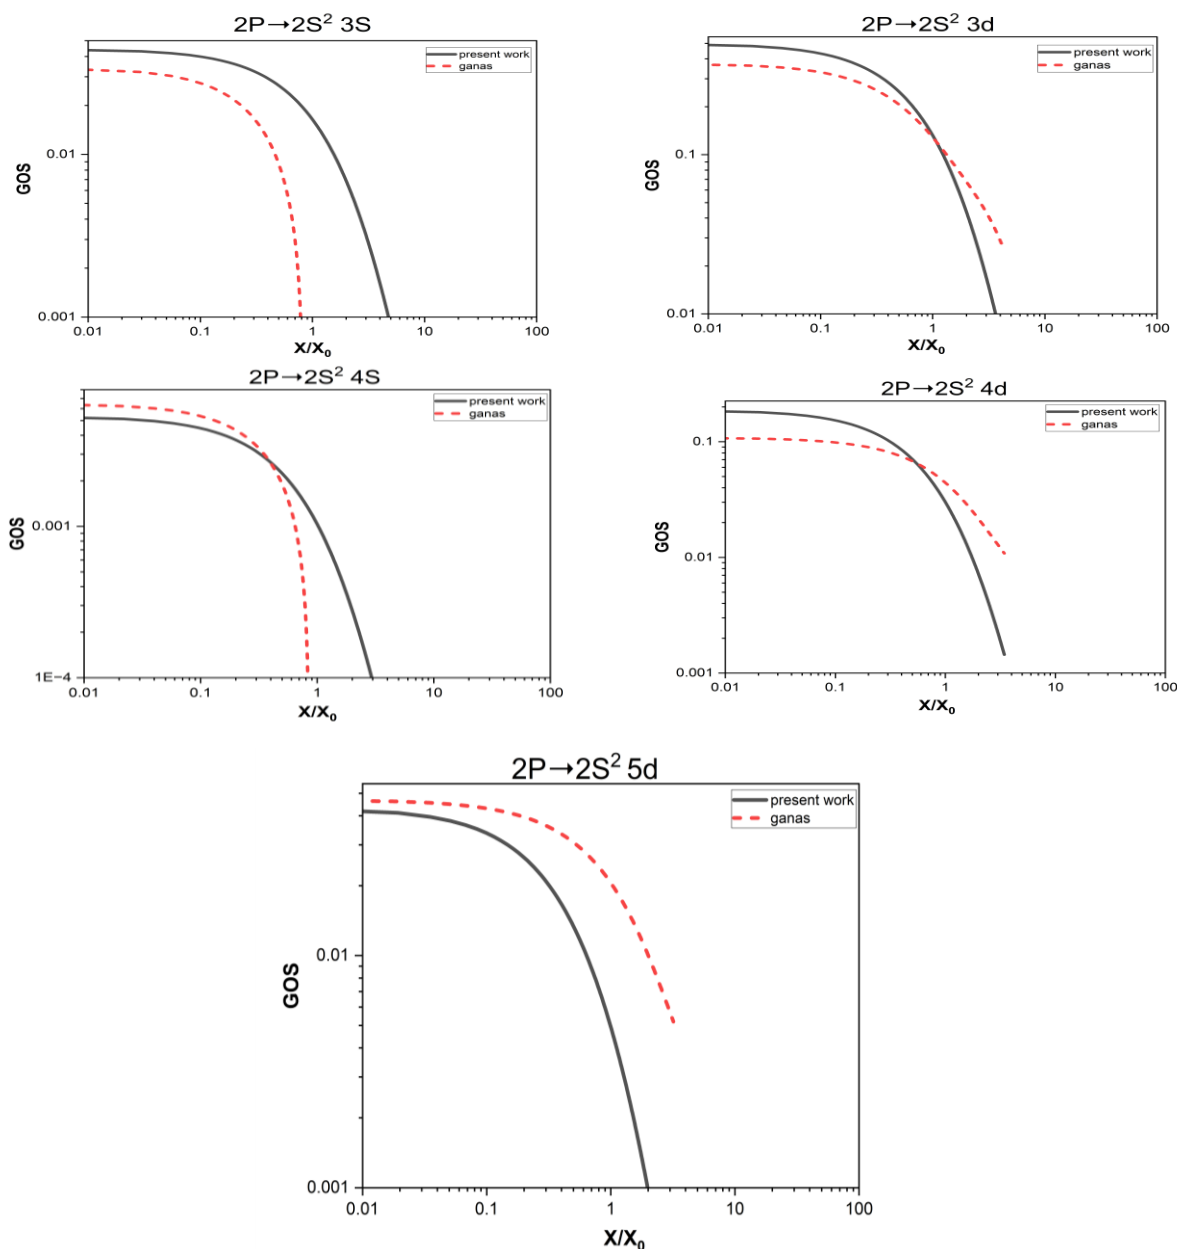 2P→2S² 3S
present work
ganas
GOS
0.01
0.001
0.01
0.1
1
10
100
X/X₀
2P→2S² 3d
present work
ganas
GOS
0.1
0.01
0.01
0.1
1
10
100
X/X₀
2P→2S² 4S
present work
ganas
GOS
0.001
1E−4
0.01
0.1
1
10
100
X/X₀
2P→2S² 4d
present work
ganas
GOS
0.1
0.01
0.001
0.01
0.1
1
10
100
X/X₀
2P→2S² 5d
present work
ganas
GOS
0.01
0.001
0.01
0.1
1
10
100
X/X₀